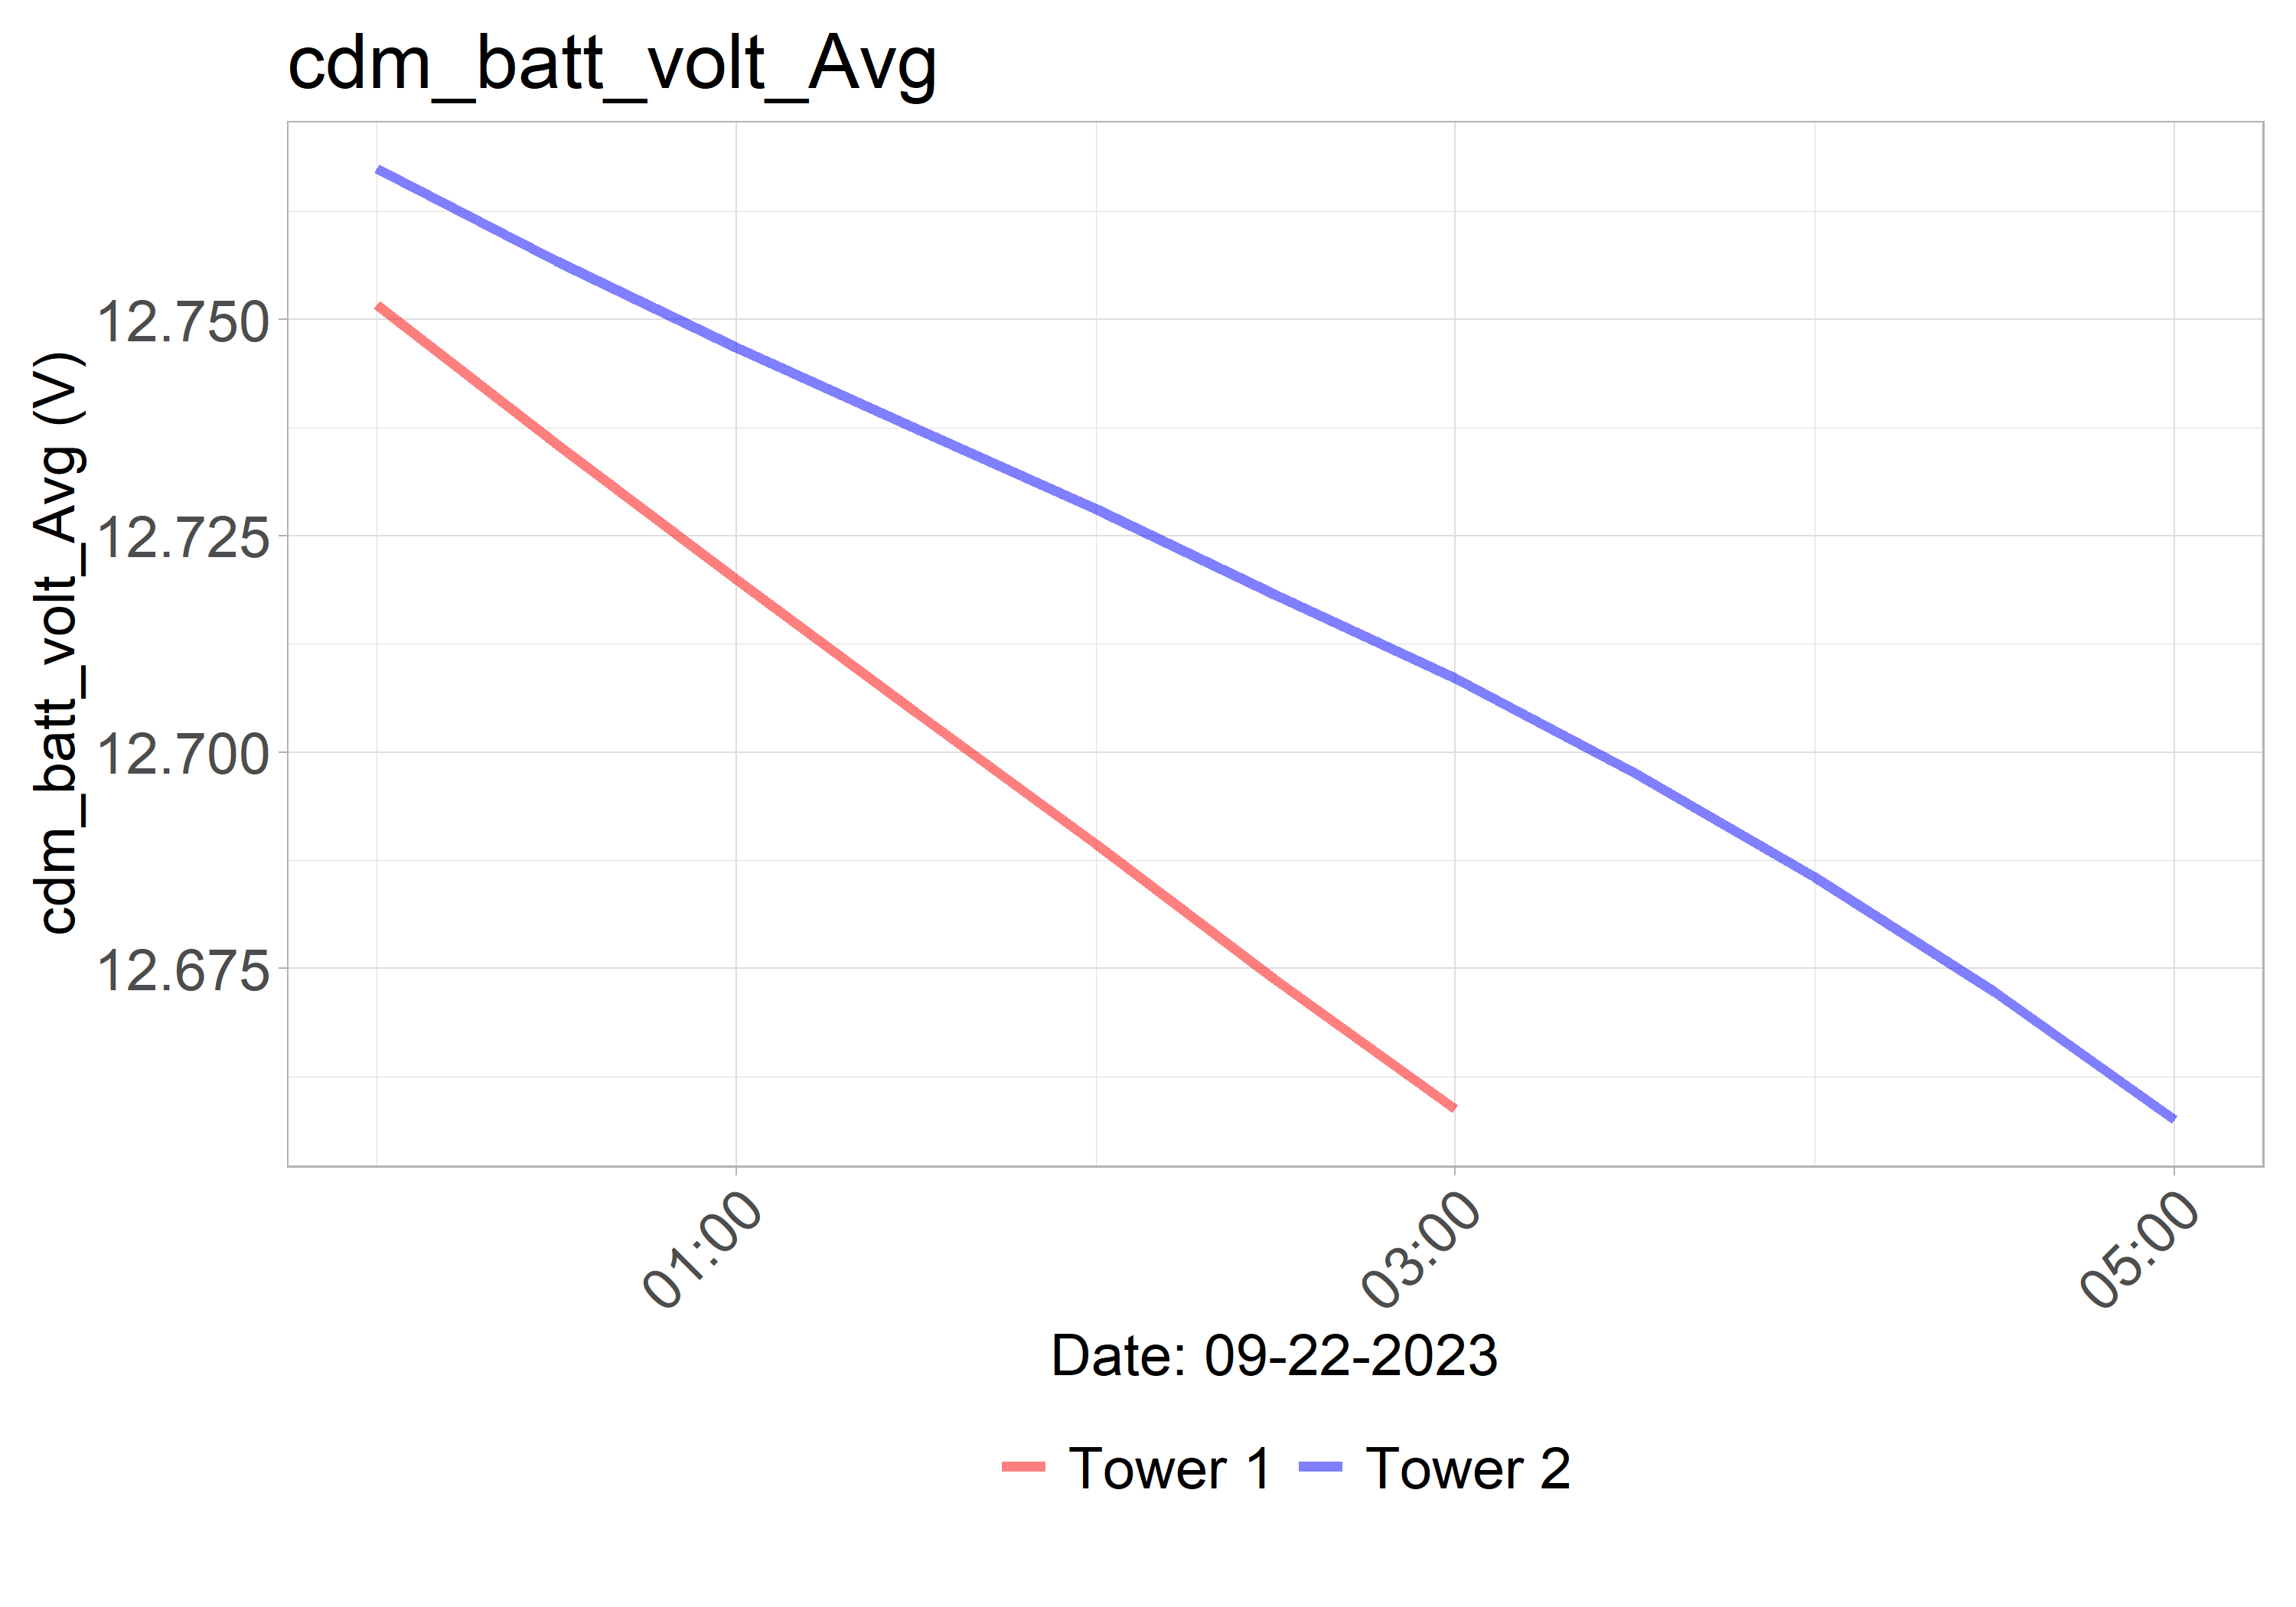 cdm_batt_volt_Avg
cdm_batt_volt_Avg (V)
12.750
12.725
12.700
12.675
01:00
03:00
05:00
Date: 09-22-2023
Tower 1
Tower 2